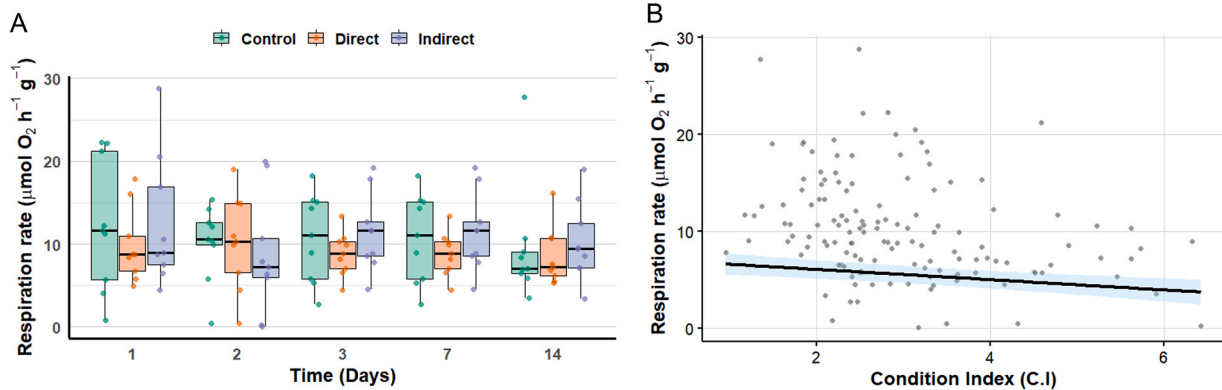 A
Control Direct Indirect
Respiration rate (μmol O₂ h⁻¹ g⁻¹)
30
20
10
0
1 2 3 7 14
Time (Days)
B
Respiration rate (μmol O₂ h⁻¹ g⁻¹)
30
20
10
0
2 4 6
Condition Index (C.I)